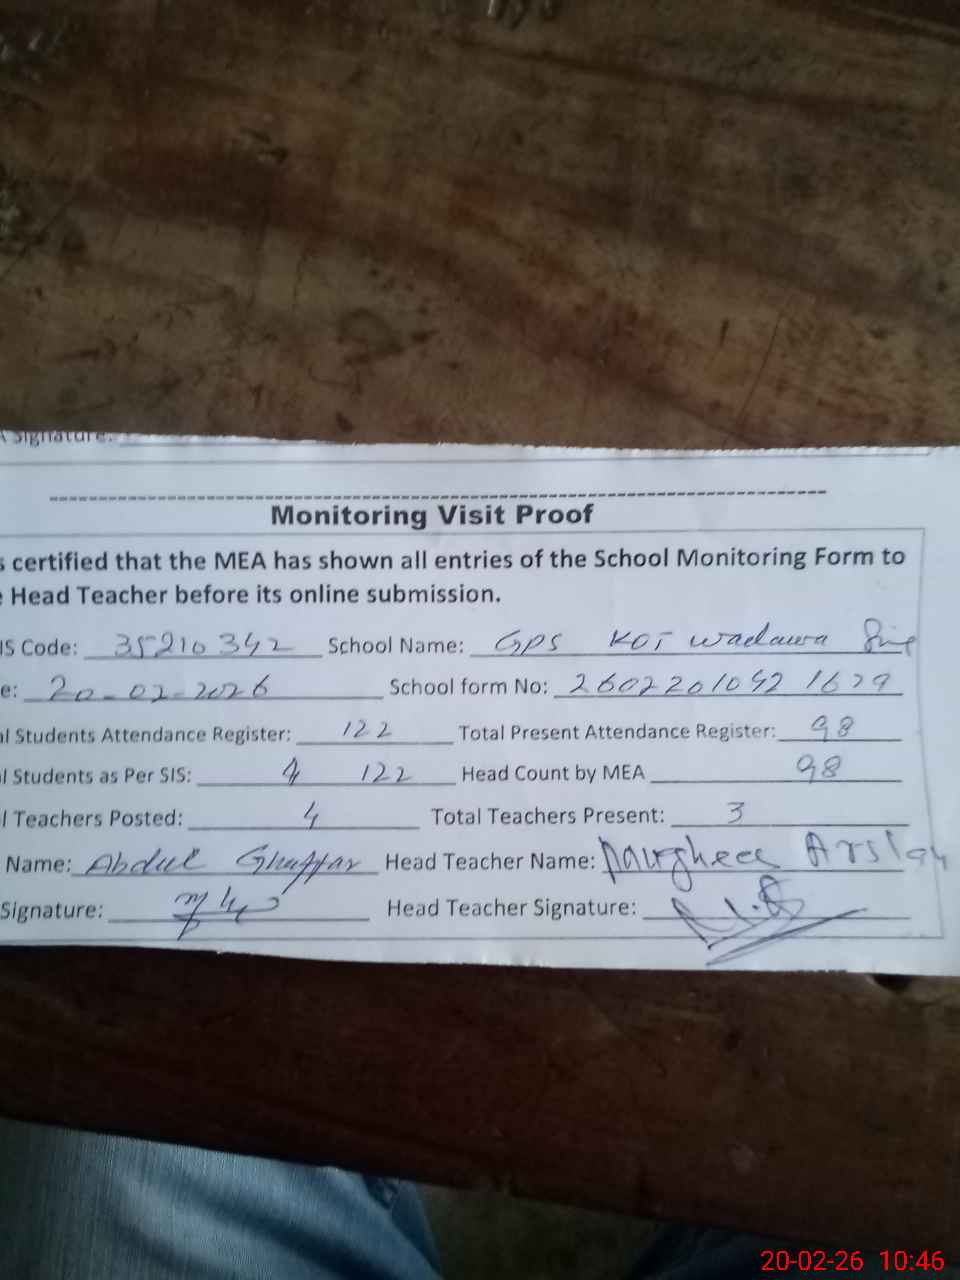 Signature:
Monitoring Visit Proof
s certified that the MEA has shown all entries of the School Monitoring Form to
e Head Teacher before its online submission.
IS Code: 35210342 School Name: GPS KOT Wadawa
e: 20-02-2026 School form No: 2602201042 1629
al Students Attendance Register: 122 Total Present Attendance Register: 98
l Students as Per SIS: 4 122 Head Count by MEA 98
l Teachers Posted: 4 Total Teachers Present: 3
Name: Abdul Ghaffar Head Teacher Name: Arslan
Signature: Head Teacher Signature:
20-02-26 10:46